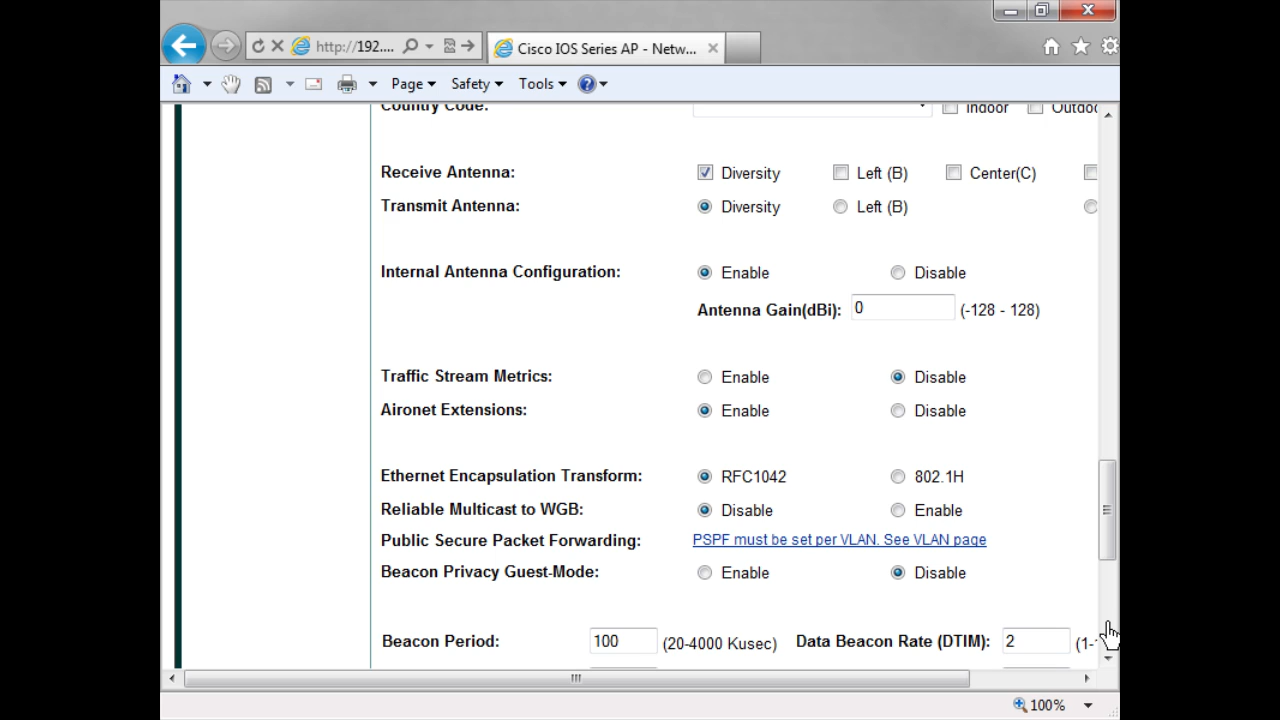 http://192....
Cisco IOS Series AP - Netw...
Page Safety Tools
Country Code: Indoor Outdoo
Receive Antenna: Diversity Left (B) Center(C)
Transmit Antenna: Diversity Left (B)
Internal Antenna Configuration: Enable Disable
Antenna Gain(dBi): 0 (-128 - 128)
Traffic Stream Metrics: Enable Disable
Aironet Extensions: Enable Disable
Ethernet Encapsulation Transform: RFC1042 802.1H
Reliable Multicast to WGB: Disable Enable
Public Secure Packet Forwarding: PSPF must be set per VLAN. See VLAN page
Beacon Privacy Guest-Mode: Enable Disable
Beacon Period: 100 (20-4000 Kusec) Data Beacon Rate (DTIM): 2 (1-
100%